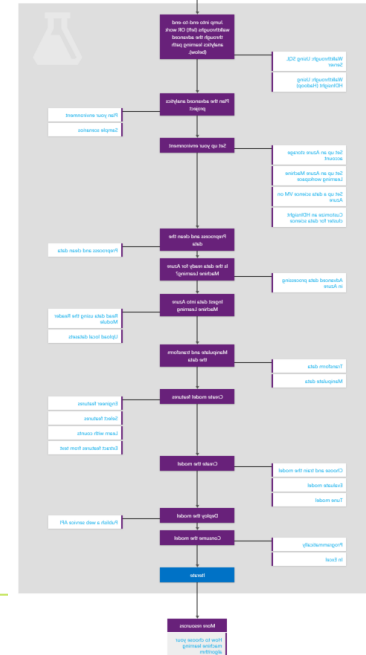 Jump into end-to-end
walkthroughs (left) OR work
through the advanced
analytics learning path
(below).
Walkthrough: Using SQL
Server
Walkthrough: Using
HDInsight (Hadoop)
Plan the advanced analytics
project
Plan your environment
Sample scenarios
Set up your environment
Set up an Azure storage
account
Set up an Azure Machine
Learning workspace
Set up a data science VM on
Azure
Customize an HDInsight
cluster for data science
Preprocess and clean the
data
Preprocess and clean data
Is the data ready for Azure
Machine Learning?
Advanced data processing
in Azure
Ingest data into Azure
Machine Learning
Read data using the Reader
Module
Upload local datasets
Manipulate and transform
the data
Transform data
Manipulate data
Create model features
Engineer features
Select features
Learn with counts
Extract features from text
Create the model
Choose and train the model
Evaluate model
Tune model
Deploy the model
Publish a web service API
Consume the model
Programmatically
In Excel
Iterate
More resources
How to choose your
machine learning
algorithm